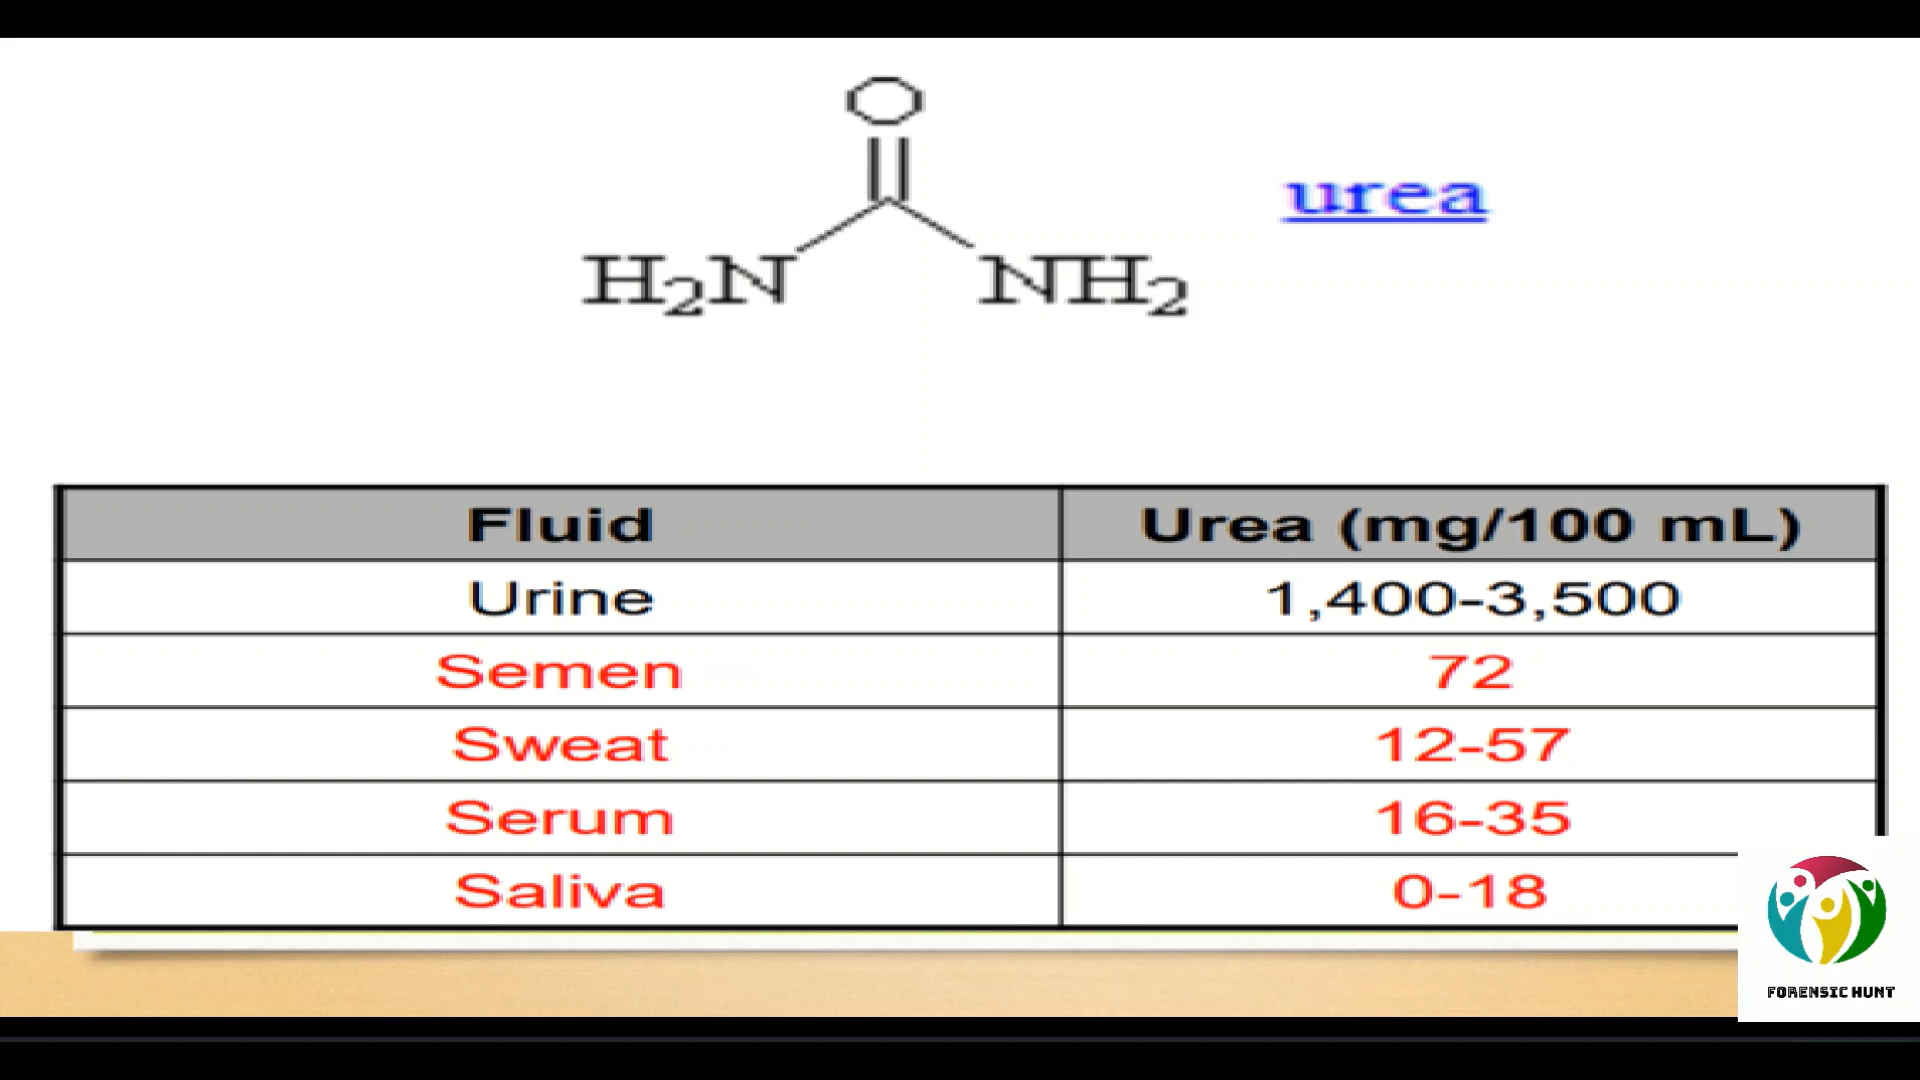 O
urea
H₂N NH₂
Fluid Urea (mg/100 mL)
Urine 1,400-3,500
Semen 72
Sweat 12-57
Serum 16-35
Saliva 0-18
FORENSIC HUNT